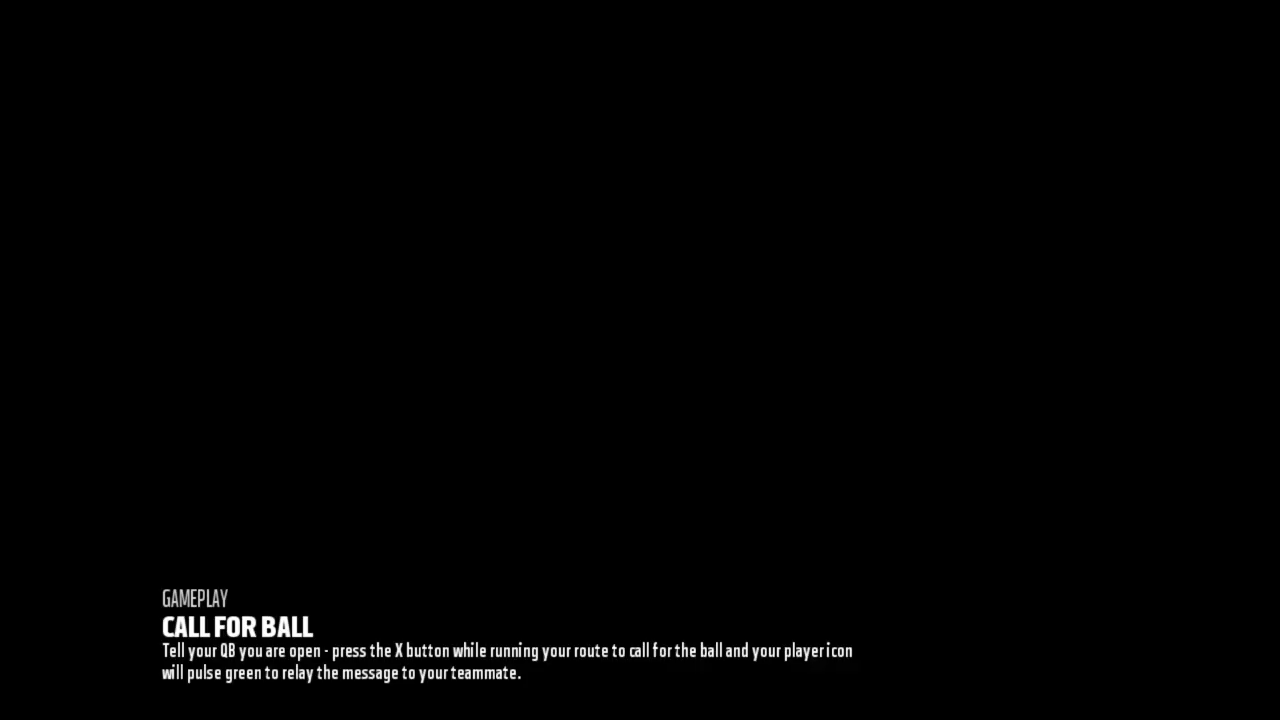 GAMEPLAY
CALL FOR BALL
Tell your QB you are open - press the X button while running your route to call for the ball and your player icon
will pulse green to relay the message to your teammate.